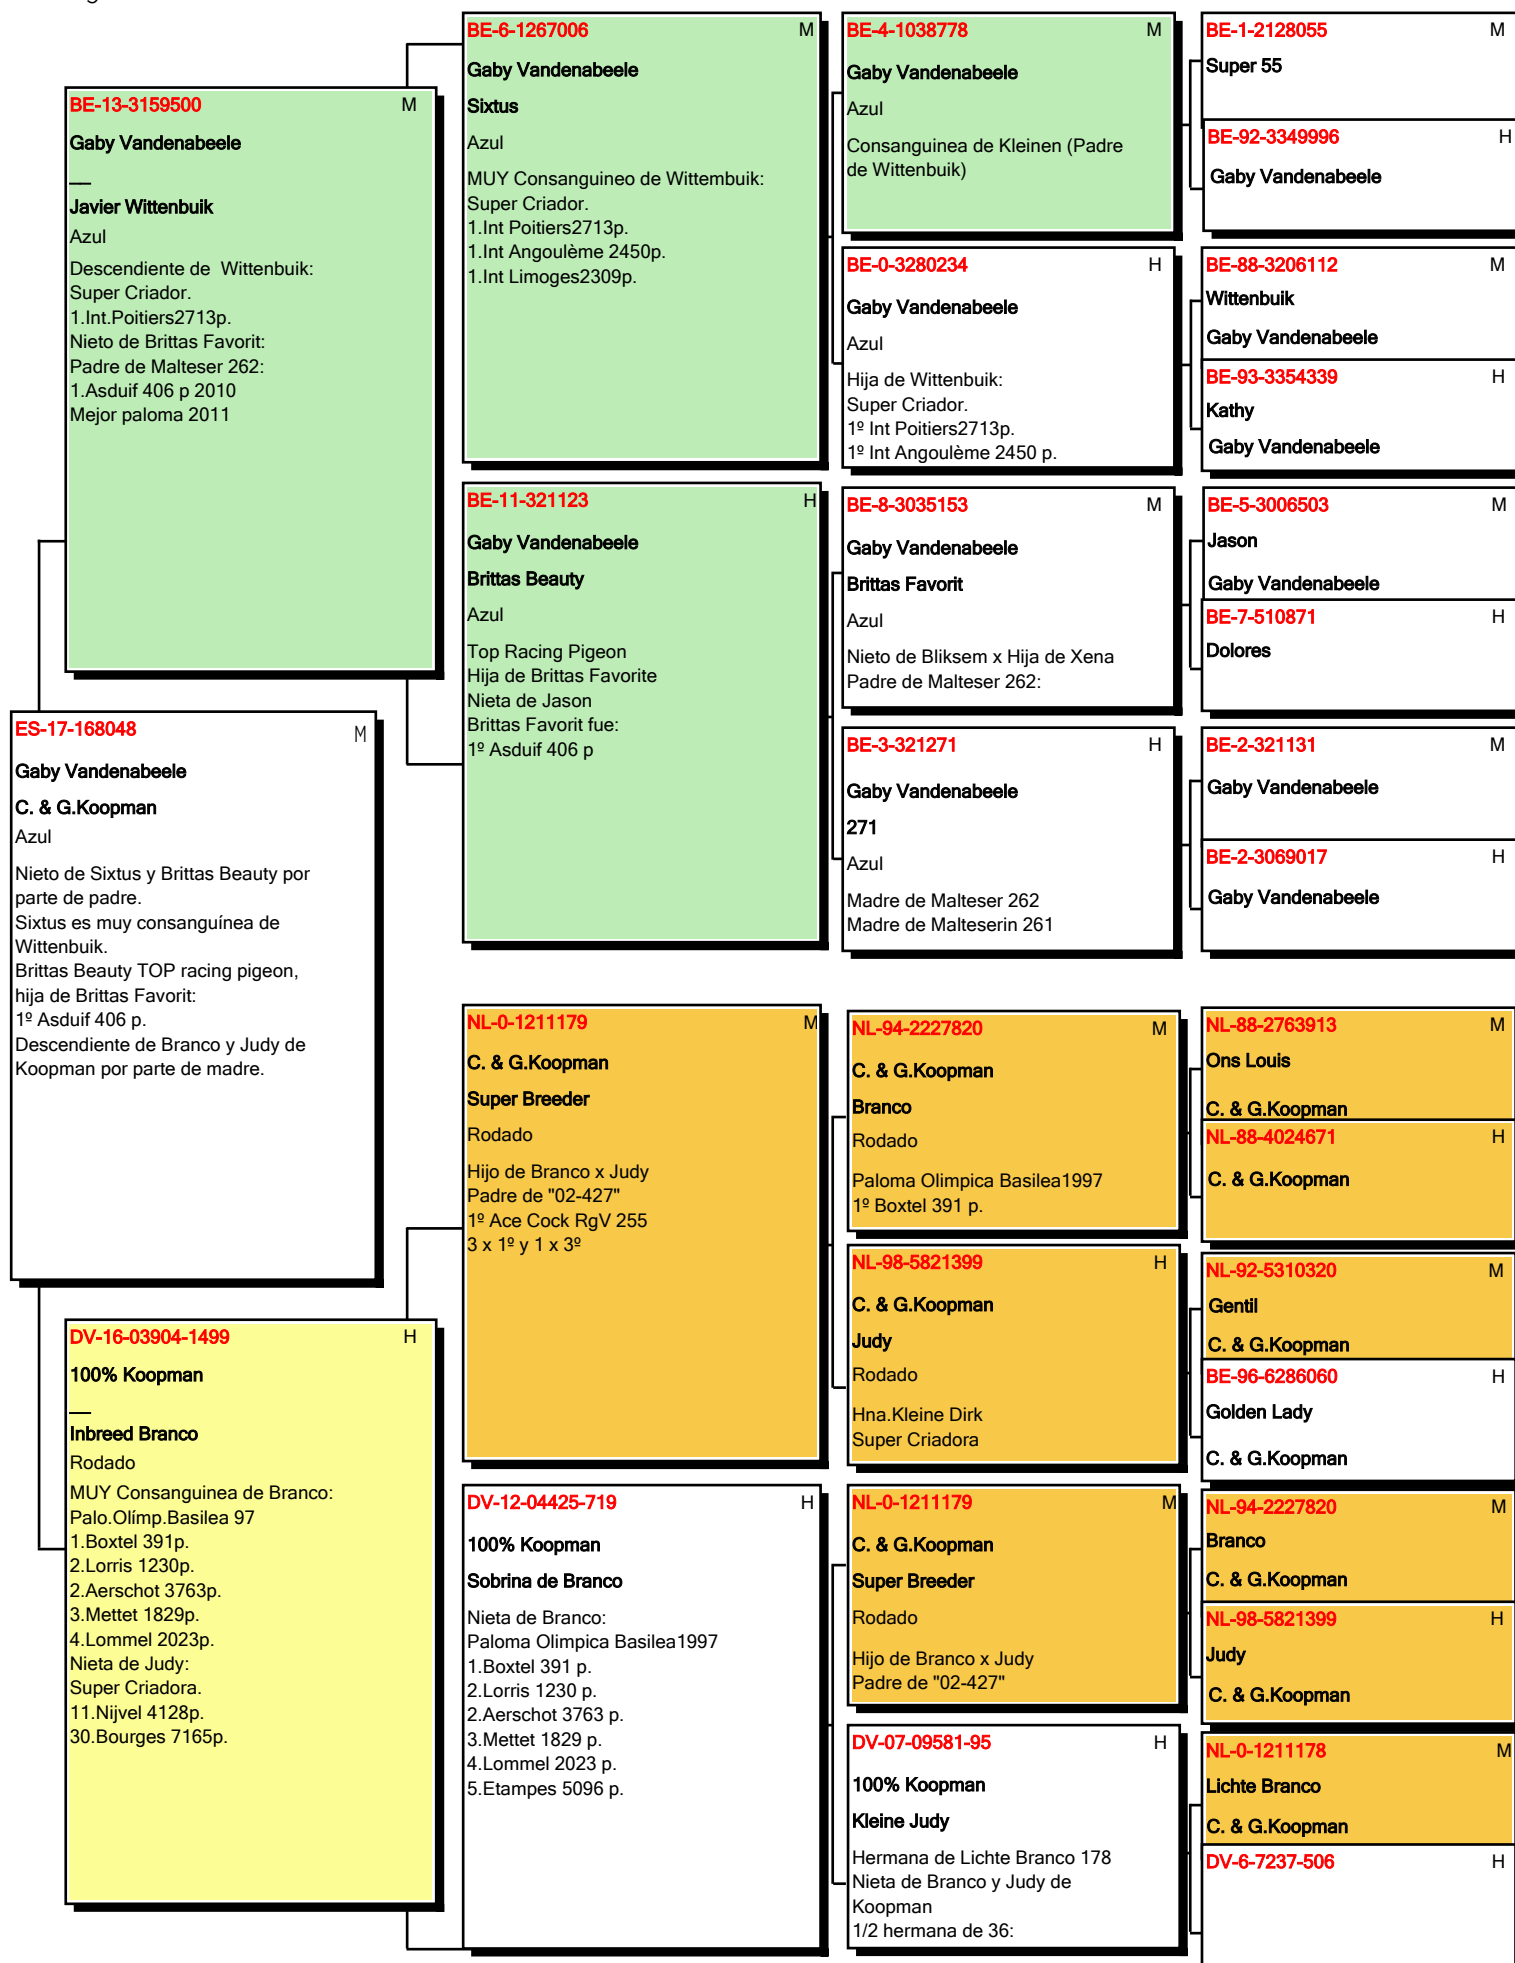 BE-13-3159500 M
Gaby Vandenabeele
__
Javier Wittenbuik
Azul
Descendiente de Wittenbuik:
Super Criador.
1.Int.Poitiers2713p.
Nieto de Brittas Favorit:
Padre de Malteser 262:
1.Asduif 406 p 2010
Mejor paloma 2011
ES-17-168048 M
Gaby Vandenabeele
C. & G.Koopman
Azul
Nieto de Sixtus y Brittas Beauty por
parte de padre.
Sixtus es muy consanguínea de
Wittenbuik.
Brittas Beauty TOP racing pigeon,
hija de Brittas Favorit:
1º Asduif 406 p.
Descendiente de Branco y Judy de
Koopman por parte de madre.
DV-16-03904-1499 H
100% Koopman
__
Inbreed Branco
Rodado
MUY Consanguinea de Branco:
Palo.Olímp.Basilea 97
1.Boxtel 391p.
2.Lorris 1230p.
2.Aerschot 3763p.
3.Mettet 1829p.
4.Lommel 2023p.
Nieta de Judy:
Super Criadora.
11.Nijvel 4128p.
30.Bourges 7165p.
BE-6-1267006 M
Gaby Vandenabeele
Sixtus
Azul
MUY Consanguineo de Wittembuik:
Super Criador.
1.Int Poitiers2713p.
1.Int Angoulème 2450p.
1.Int Limoges2309p.
BE-11-321123 H
Gaby Vandenabeele
Brittas Beauty
Azul
Top Racing Pigeon
Hija de Brittas Favorite
Nieta de Jason
Brittas Favorit fue:
1º Asduif 406 p
NL-0-1211179 M
C. & G.Koopman
Super Breeder
Rodado
Hijo de Branco x Judy
Padre de "02-427"
1º Ace Cock RgV 255
3 x 1º y 1 x 3º
DV-12-04425-719 H
100% Koopman
Sobrina de Branco
Nieta de Branco:
Paloma Olimpica Basilea1997
1.Boxtel 391 p.
2.Lorris 1230 p.
2.Aerschot 3763 p.
3.Mettet 1829 p.
4.Lommel 2023 p.
5.Etampes 5096 p.
BE-4-1038778 M
Gaby Vandenabeele
Azul
Consanguinea de Kleinen (Padre
de Wittenbuik)
BE-0-3280234 H
Gaby Vandenabeele
Azul
Hija de Wittenbuik:
Super Criador.
1º Int Poitiers2713p.
1º Int Angoulème 2450 p.
BE-8-3035153 M
Gaby Vandenabeele
Brittas Favorit
Azul
Nieto de Bliksem x Hija de Xena
Padre de Malteser 262:
BE-3-321271 H
Gaby Vandenabeele
271
Azul
Madre de Malteser 262
Madre de Malteserin 261
NL-94-2227820 M
C. & G.Koopman
Branco
Rodado
Paloma Olimpica Basilea1997
1º Boxtel 391 p.
NL-98-5821399 H
C. & G.Koopman
Judy
Rodado
Hna.Kleine Dirk
Super Criadora
NL-0-1211179 M
C. & G.Koopman
Super Breeder
Rodado
Hijo de Branco x Judy
Padre de "02-427"
DV-07-09581-95 H
100% Koopman
Kleine Judy
Hermana de Lichte Branco 178
Nieta de Branco y Judy de
Koopman
1/2 hermana de 36:
BE-1-2128055 M
Super 55
BE-92-3349996 H
Gaby Vandenabeele
BE-88-3206112 M
Wittenbuik
Gaby Vandenabeele
BE-93-3354339 H
Kathy
Gaby Vandenabeele
BE-5-3006503 M
Jason
Gaby Vandenabeele
BE-7-510871 H
Dolores
BE-2-321131 M
Gaby Vandenabeele
BE-2-3069017 H
Gaby Vandenabeele
NL-88-2763913 M
Ons Louis
C. & G.Koopman
NL-88-4024671 H
C. & G.Koopman
NL-92-5310320 M
Gentil
C. & G.Koopman
BE-96-6286060 H
Golden Lady
C. & G.Koopman
NL-94-2227820 M
Branco
C. & G.Koopman
NL-98-5821399 H
Judy
C. & G.Koopman
NL-0-1211178 M
Lichte Branco
C. & G.Koopman
DV-6-7237-506 H